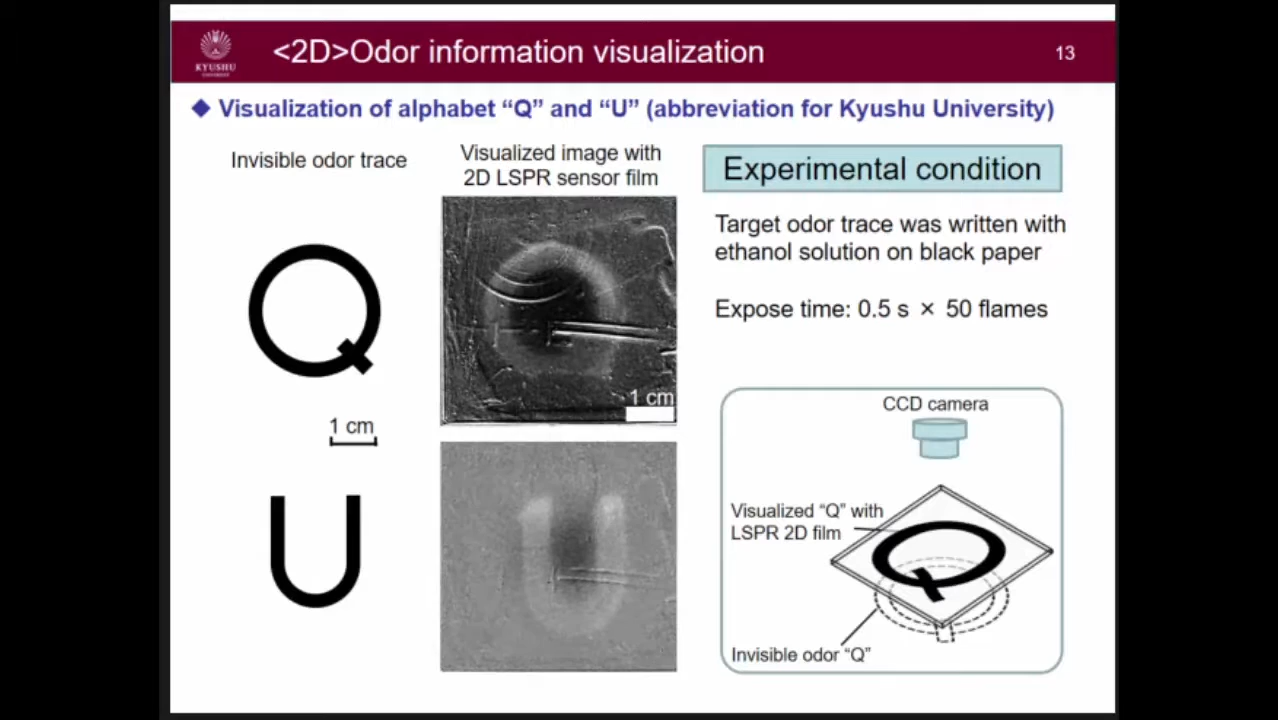 KYUSHU
UNIVERSITY
<2D>Odor information visualization
13
Visualization of alphabet “Q” and “U” (abbreviation for Kyushu University)
Invisible odor trace
Visualized image with
2D LSPR sensor film
Experimental condition
Target odor trace was written with
ethanol solution on black paper
Expose time: 0.5 s × 50 flames
Q
1 cm
1 cm
U
CCD camera
Visualized “Q” with
LSPR 2D film
Q
Invisible odor “Q”